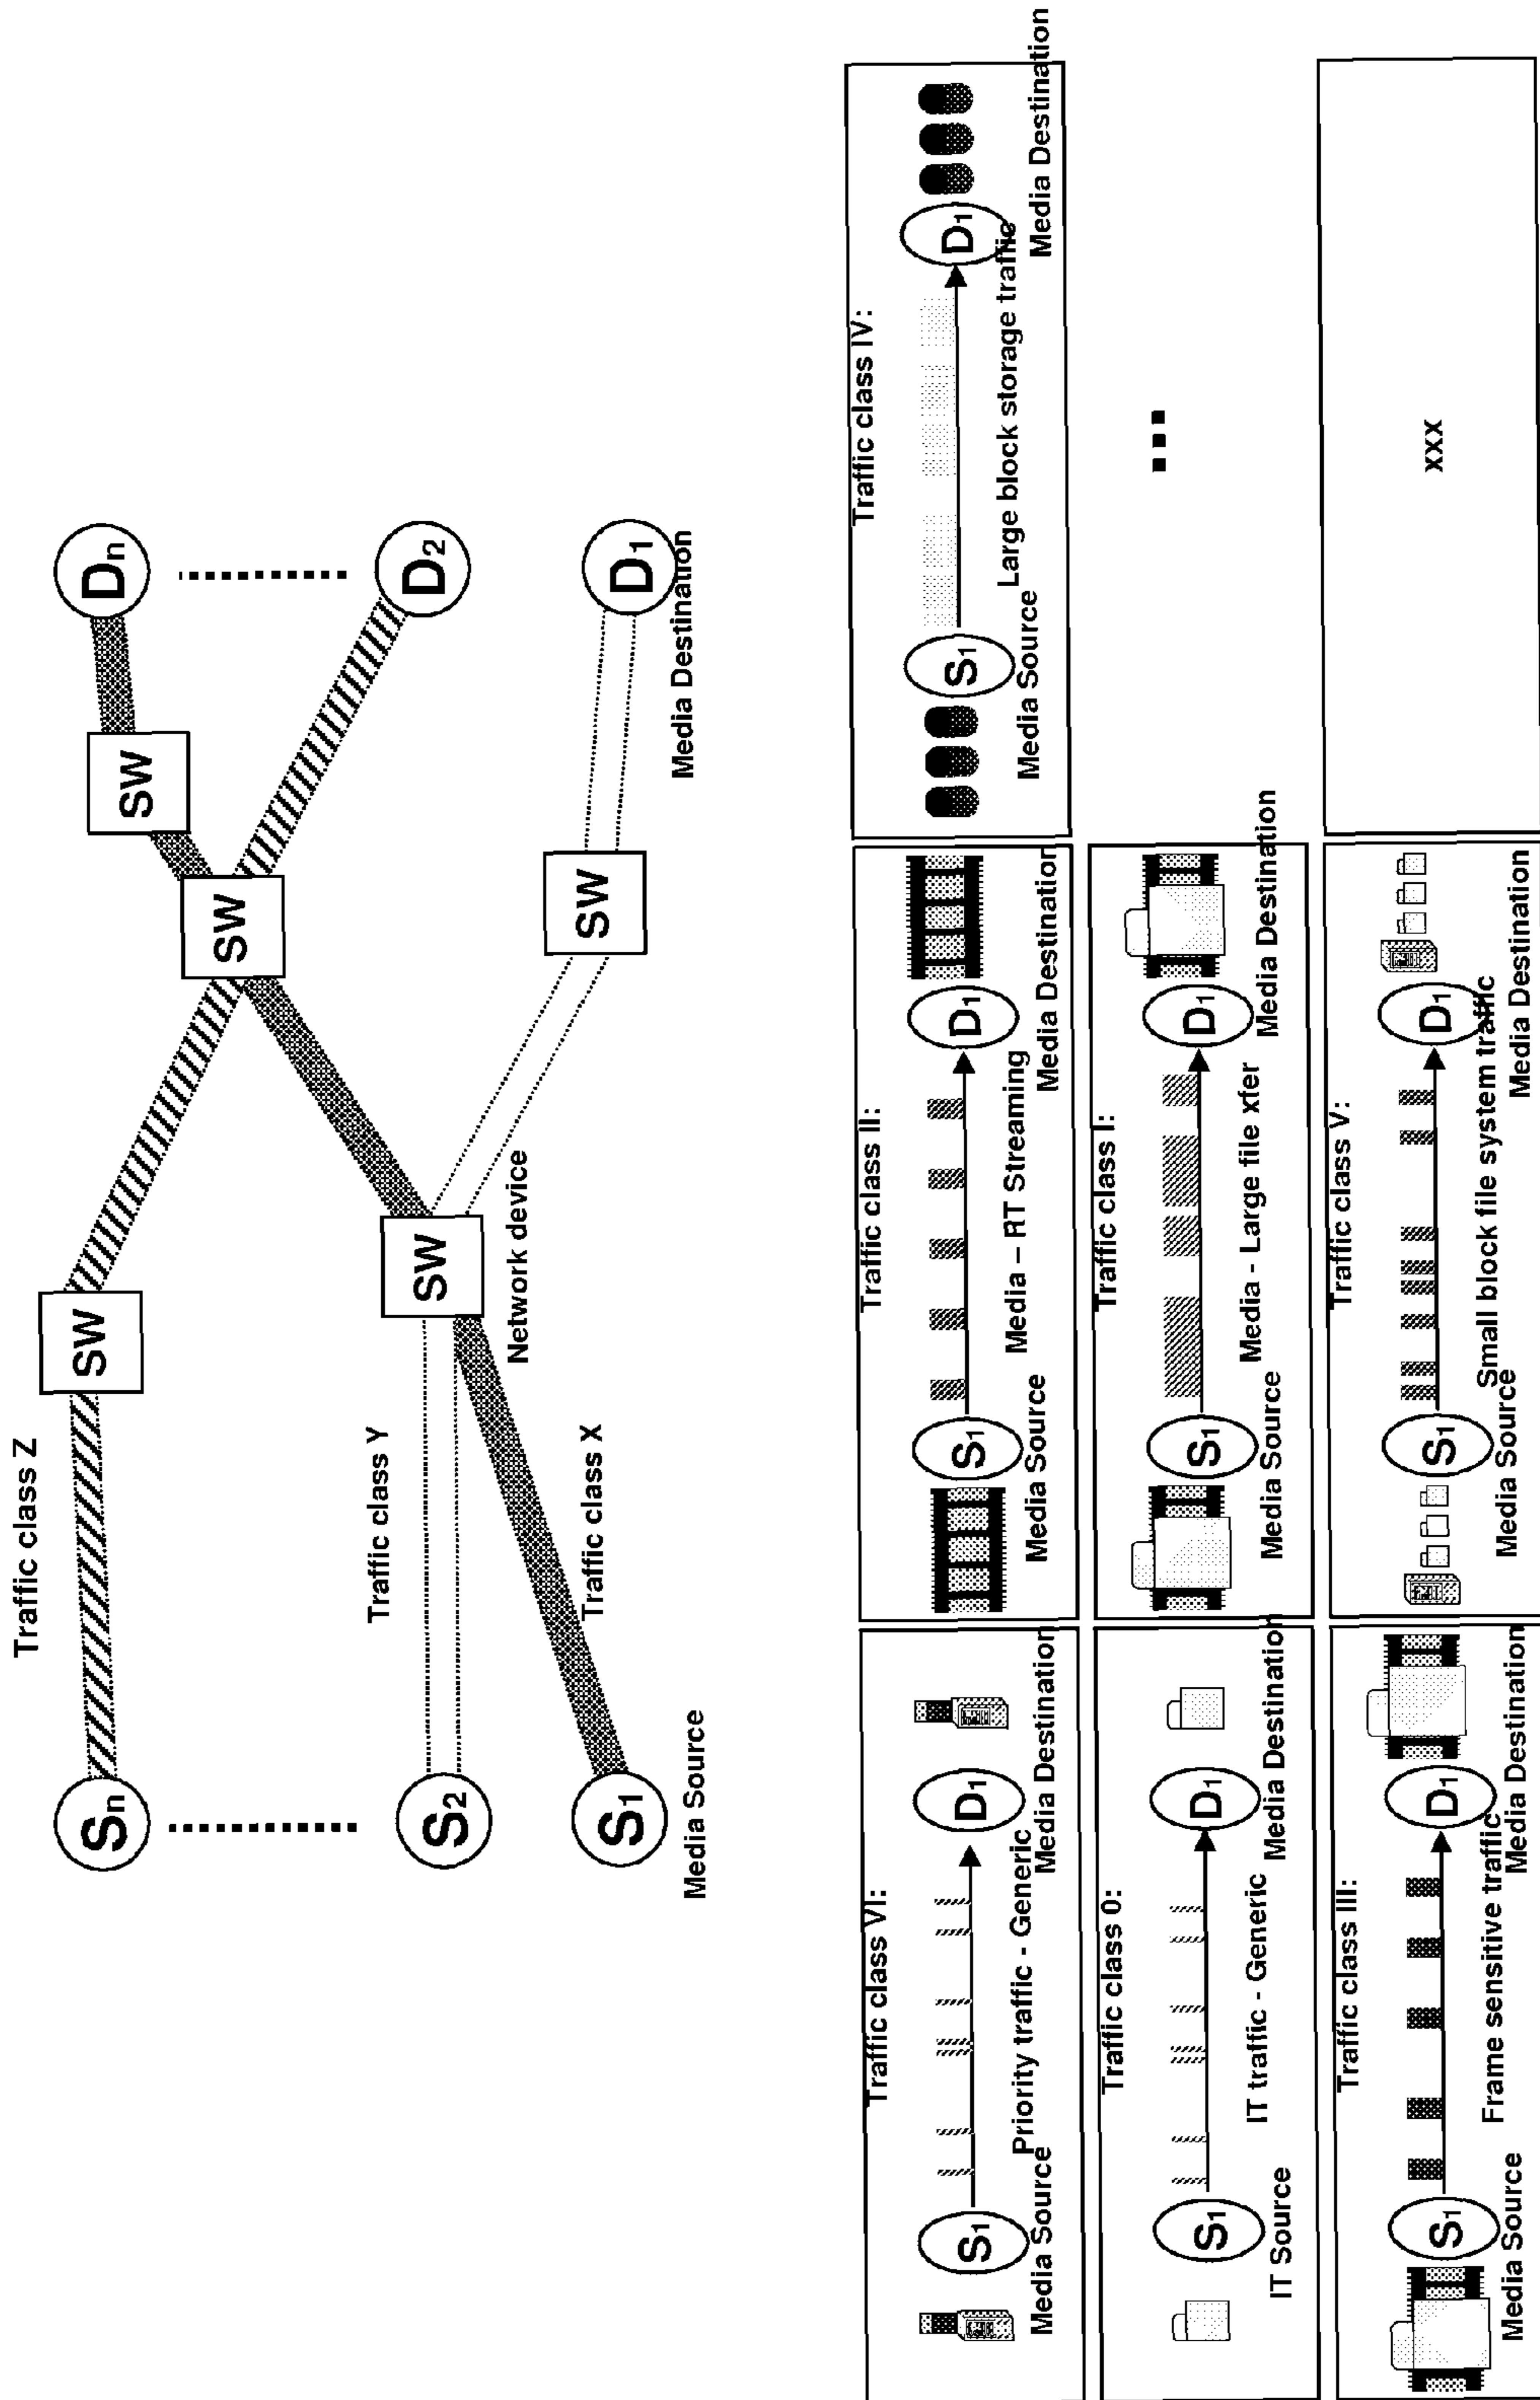 Traffic class Z
Sn
SW
SW
SW
Dn
Traffic class Y
S2
D2
SW
Network device
SW
Traffic class X
S1
Media Source
D1
Media Destination
Traffic class VI:
S1
D1
Priority traffic - Generic
Media Source
Media Destination
Traffic class II:
S1
D1
Media – RT Streaming
Media Source
Media Destination
Traffic class IV:
S1
D1
Large block storage traffic
Media Source
Media Destination
Traffic class 0:
S1
D1
IT traffic - Generic
IT Source
Media Destination
Traffic class I:
S1
D1
Media - Large file xfer
Media Source
Media Destination
...
Traffic class III:
S1
D1
Frame sensitive traffic
Media Source
Media Destination
Traffic class V:
S1
D1
Small block file system traffic
Media Source
Media Destination
xxx